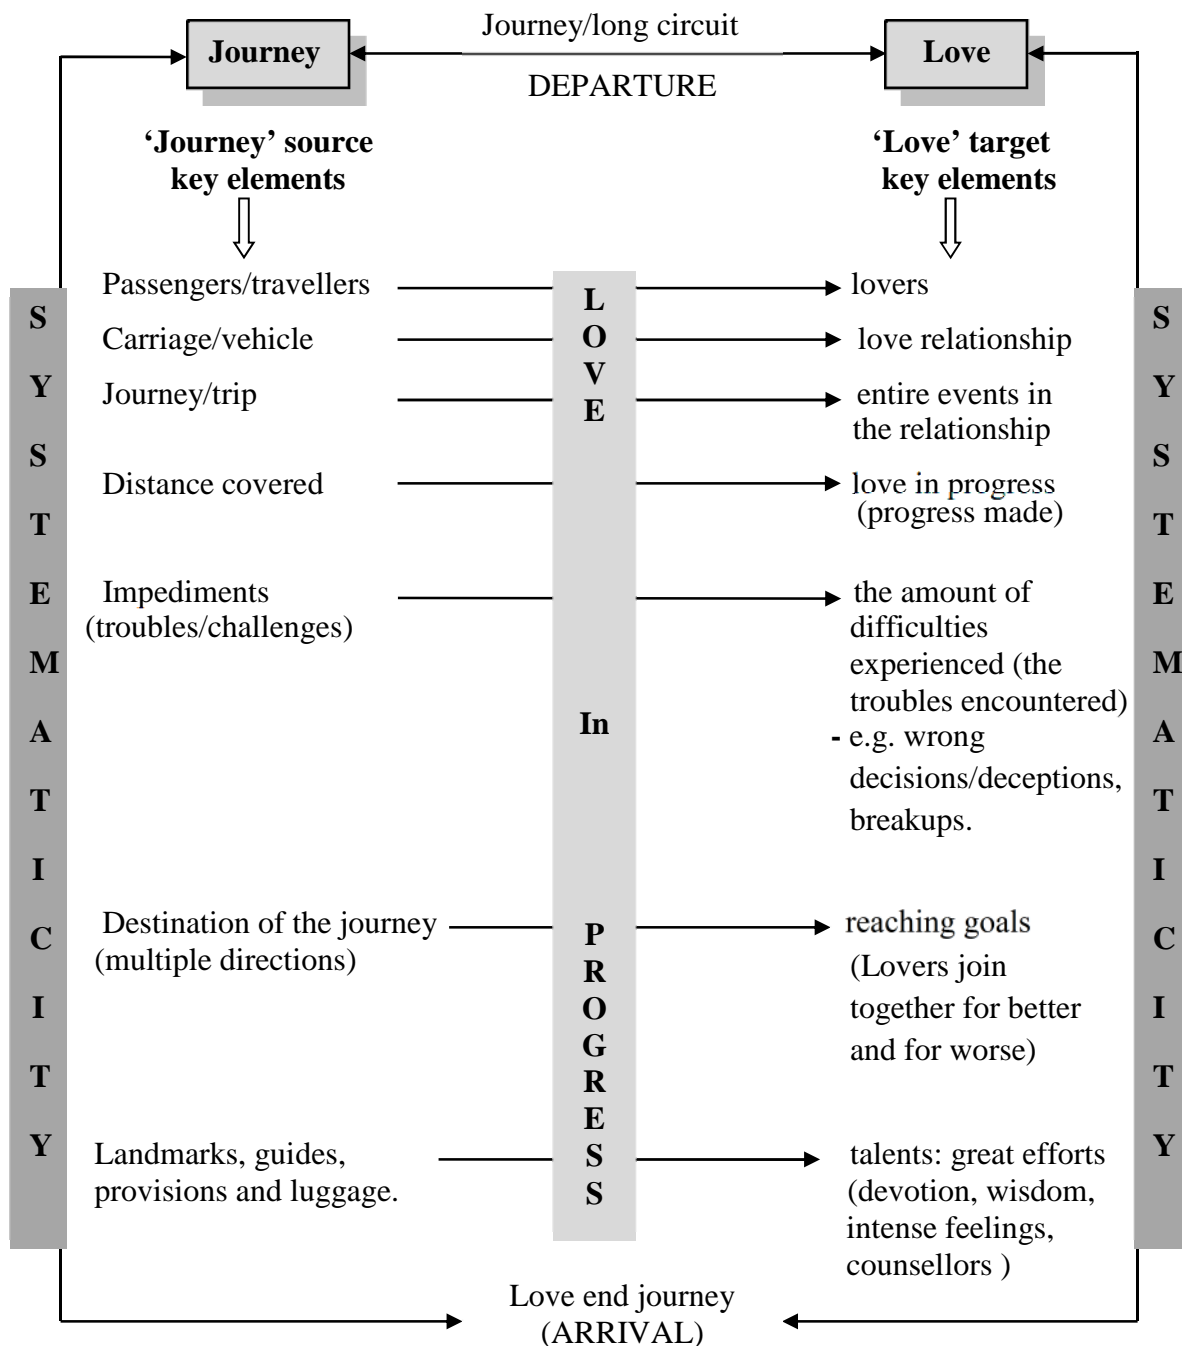 Journey/long circuit
Journey
Love
DEPARTURE
‘Journey’ source
key elements
‘Love’ target
key elements
SYSTEMATICITY
Passengers/travellers
lovers
Carriage/vehicle
love relationship
Journey/trip
entire events in
the relationship
Distance covered
love in progress
(progress made)
Impediments
(troubles/challenges)
the amount of
difficulties
experienced (the
troubles encountered)
- e.g. wrong
decisions/deceptions,
breakups.
Destination of the journey
(multiple directions)
reaching goals
(Lovers join
together for better
and for worse)
Landmarks, guides,
provisions and luggage.
talents: great efforts
(devotion, wisdom,
intense feelings,
counsellors )
LOVE
In
PROGRESS
SYSTEMATICITY
Love end journey
(ARRIVAL)